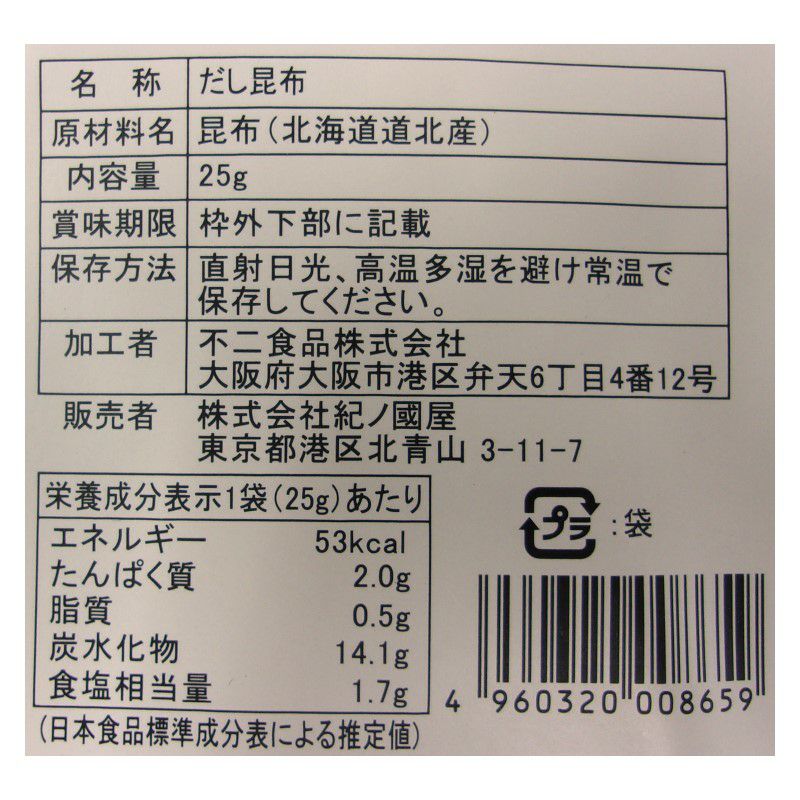 名 称 だし昆布
原材料名 昆布(北海道道北産)
内容量 25g
賞味期限 枠外下部に記載
保存方法 直射日光、高温多湿を避け常温で
保存してください。
加工者 不二食品株式会社
大阪府大阪市港区弁天6丁目4番12号
販売者 株式会社紀ノ國屋
東京都港区北青山 3-11-7
栄養成分表示1袋(25g)あたり
エネルギー 53kcal
たんぱく質 2.0g
脂質 0.5g
炭水化物 14.1g
食塩相当量 1.7g
(日本食品標準成分表による推定値)
プラ :袋
4 960320 008659